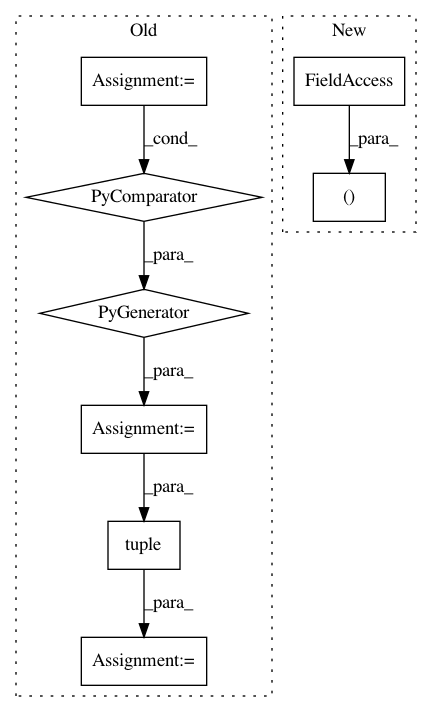 Old
Assignment:=
_cond_
PyComparator
_para_
PyGenerator
_para_
Assignment:=
_para_
tuple
_para_
Assignment:=
New
FieldAccess
_para_
()